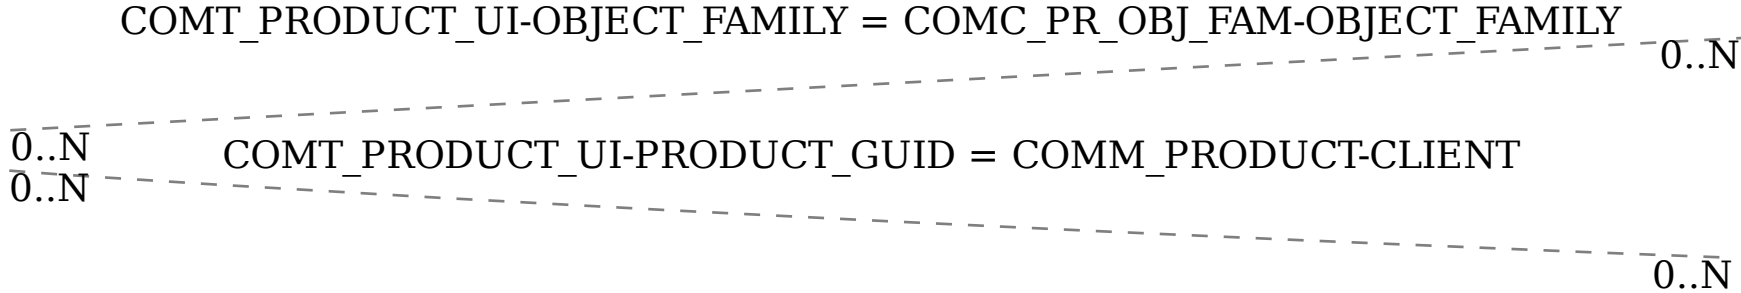 COMT_PRODUCT_UI-OBJECT_FAMILY = COMC_PR_OBJ_FAM-OBJECT_FAMILY
0..N
0..N
COMT_PRODUCT_UI-PRODUCT_GUID = COMM_PRODUCT-CLIENT
0..N
0..N